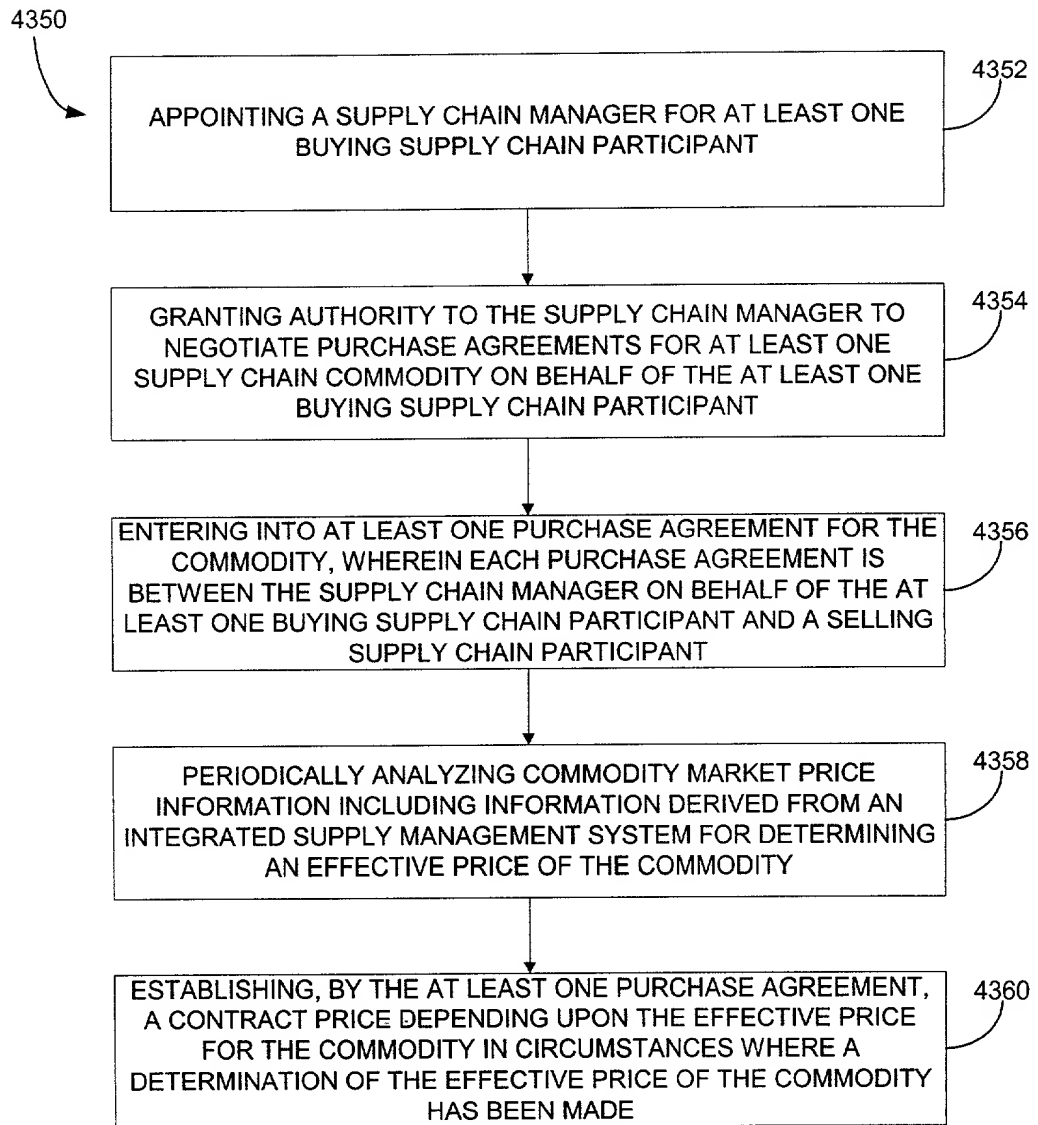 4350
4352
APPOINTING A SUPPLY CHAIN MANAGER FOR AT LEAST ONE
BUYING SUPPLY CHAIN PARTICIPANT
4354
GRANTING AUTHORITY TO THE SUPPLY CHAIN MANAGER TO
NEGOTIATE PURCHASE AGREEMENTS FOR AT LEAST ONE
SUPPLY CHAIN COMMODITY ON BEHALF OF THE AT LEAST ONE
BUYING SUPPLY CHAIN PARTICIPANT
4356
ENTERING INTO AT LEAST ONE PURCHASE AGREEMENT FOR THE
COMMODITY, WHEREIN EACH PURCHASE AGREEMENT IS
BETWEEN THE SUPPLY CHAIN MANAGER ON BEHALF OF THE AT
LEAST ONE BUYING SUPPLY CHAIN PARTICIPANT AND A SELLING
SUPPLY CHAIN PARTICIPANT
4358
PERIODICALLY ANALYZING COMMODITY MARKET PRICE
INFORMATION INCLUDING INFORMATION DERIVED FROM AN
INTEGRATED SUPPLY MANAGEMENT SYSTEM FOR DETERMINING
AN EFFECTIVE PRICE OF THE COMMODITY
4360
ESTABLISHING, BY THE AT LEAST ONE PURCHASE AGREEMENT,
A CONTRACT PRICE DEPENDING UPON THE EFFECTIVE PRICE
FOR THE COMMODITY IN CIRCUMSTANCES WHERE A
DETERMINATION OF THE EFFECTIVE PRICE OF THE COMMODITY
HAS BEEN MADE